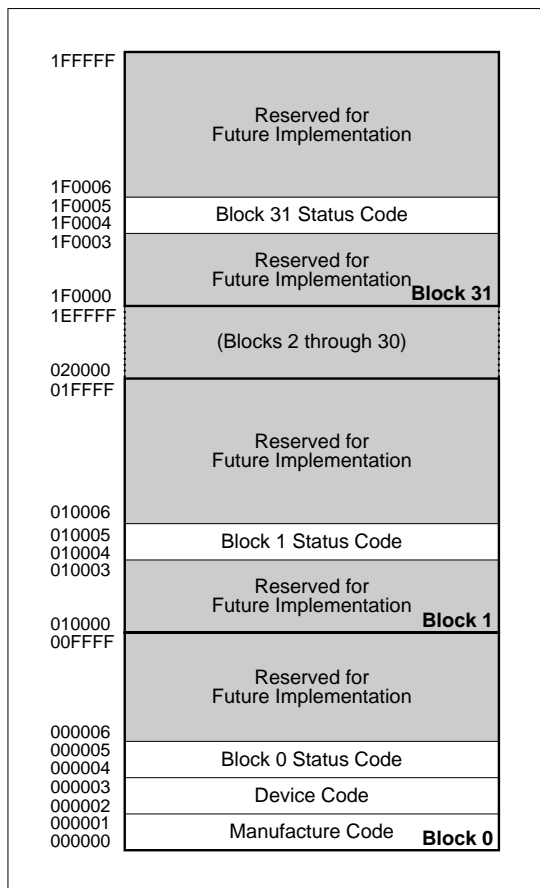 1FFFFF
Reserved for
Future Implementation
1F0006
1F0005
Block 31 Status Code
1F0004
1F0003
Reserved for
Future Implementation
Block 31
1F0000
1EFFFF
(Blocks 2 through 30)
020000
01FFFF
Reserved for
Future Implementation
010006
010005
Block 1 Status Code
010004
010003
Reserved for
Future Implementation
Block 1
010000
00FFFF
Reserved for
Future Implementation
000006
000005
Block 0 Status Code
000004
000003
Device Code
000002
000001
Manufacture Code
Block 0
000000